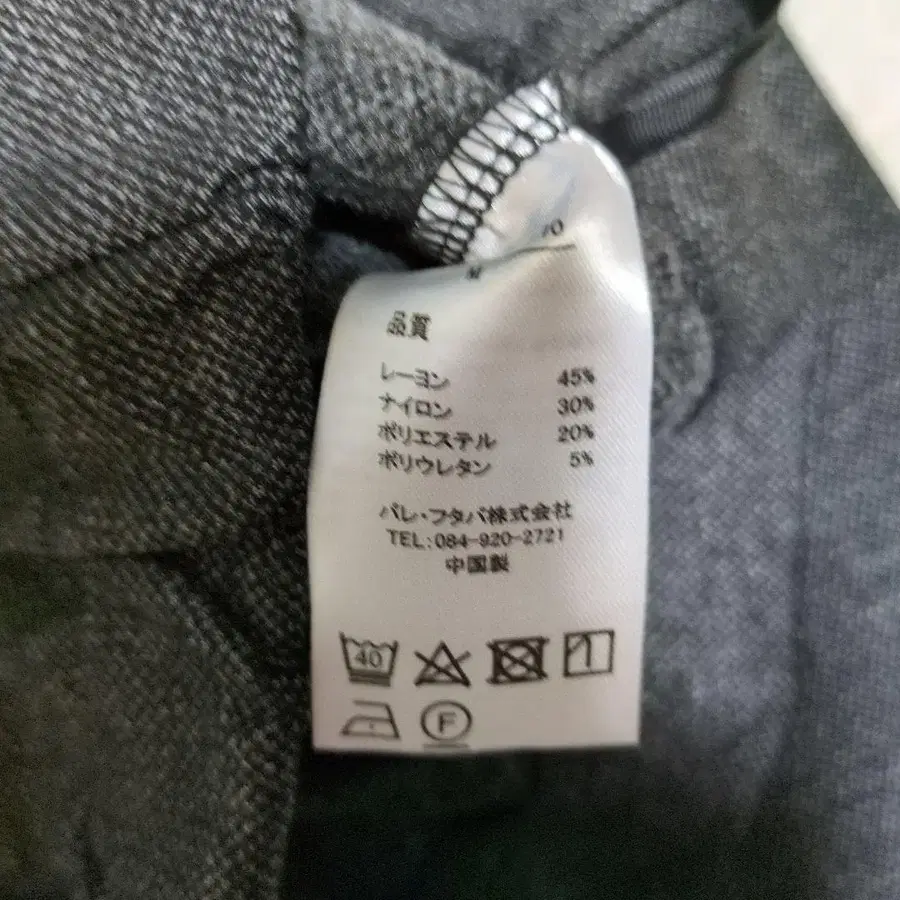 品質
レーヨン 45%
ナイロン 30%
ポリエステル 20%
ポリウレタン 5%
パレ・フタバ株式会社
TEL:084-920-2721
中国製
40
F